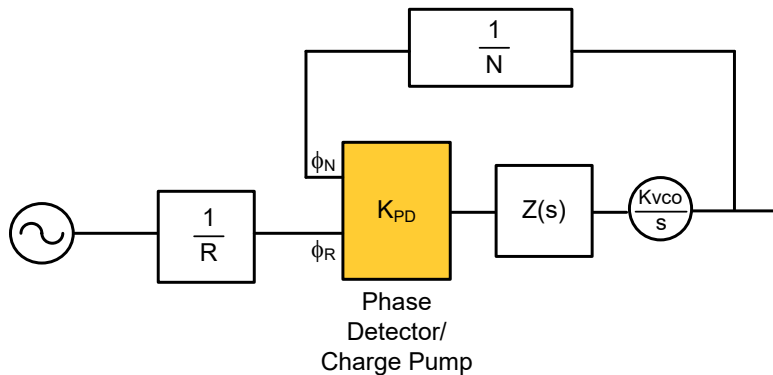 1
N
ϕN
KPD
Z(s)
Kvco
s
1
R
ϕR
Phase
Detector/
Charge Pump